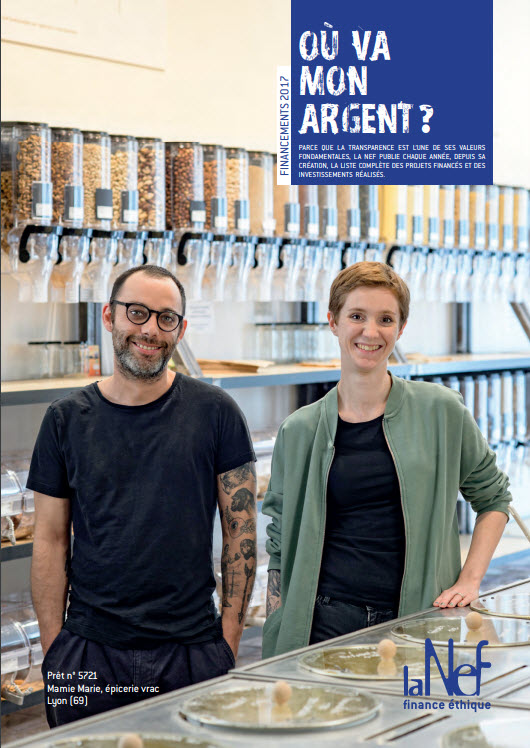 FINANCEMENTS 2017
OÙ VA
MON
ARGENT ?
PARCE QUE LA TRANSPARENCE EST L'UNE DE SES VALEURS
FONDAMENTALES, LA NEF PUBLIE CHAQUE ANNÉE, DEPUIS SA
CRÉATION, LA LISTE COMPLÈTE DES PROJETS FINANCÉS ET DES
INVESTISSEMENTS RÉALISÉS.
Prêt n° 5721
Mamie Marie, épicerie vrac
Lyon (69)
la Nef
finance éthique